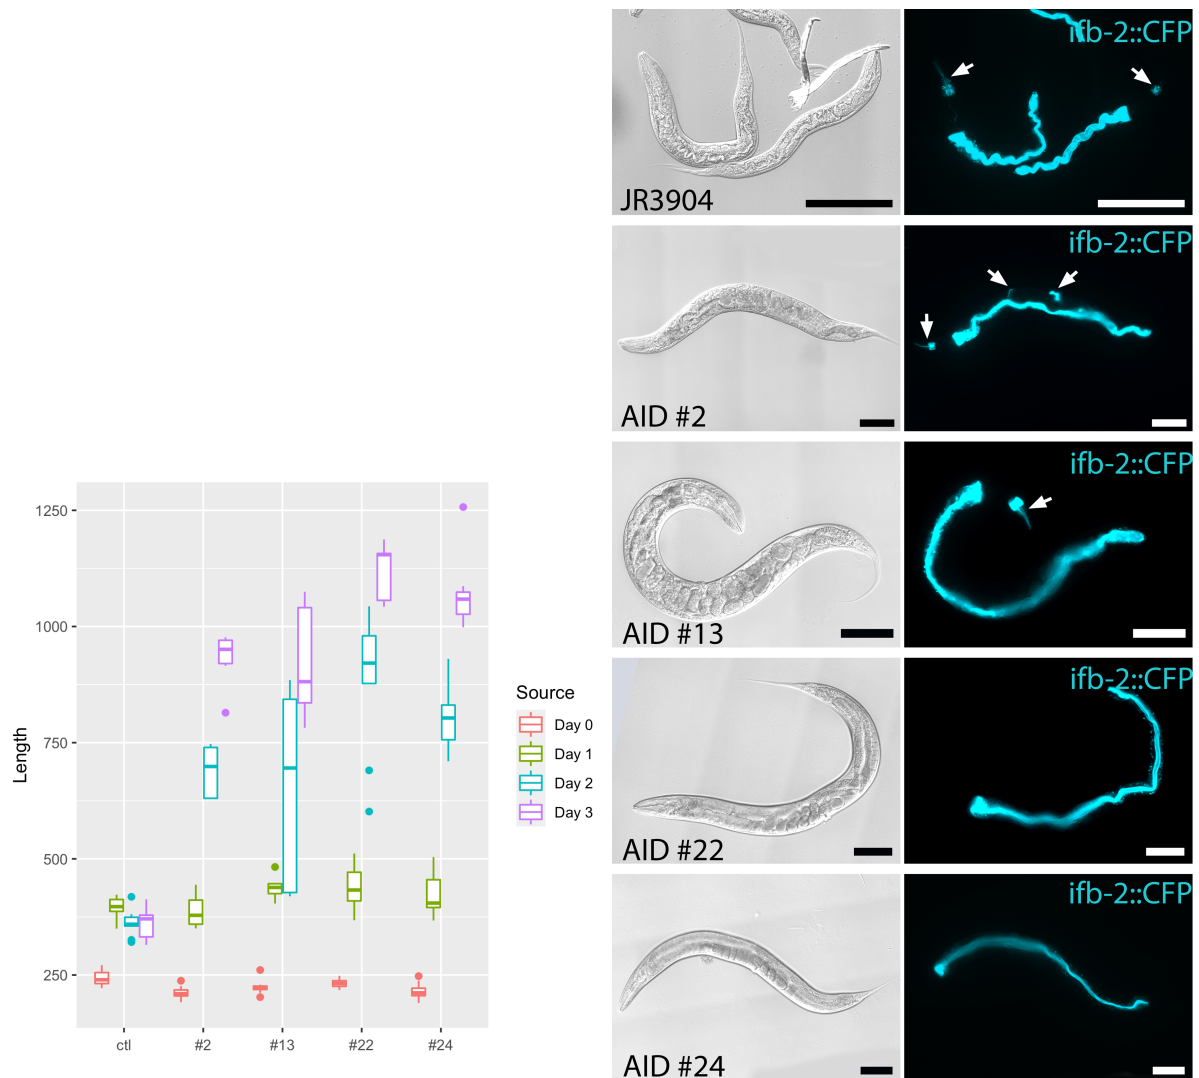 ifb-2::CFP
JR3904
ifb-2::CFP
AID #2
ifb-2::CFP
AID #13
ifb-2::CFP
AID #22
ifb-2::CFP
AID #24
Length
1250
1000
750
500
250
ctl
#2
#13
#22
#24
Source
Day 0
Day 1
Day 2
Day 3